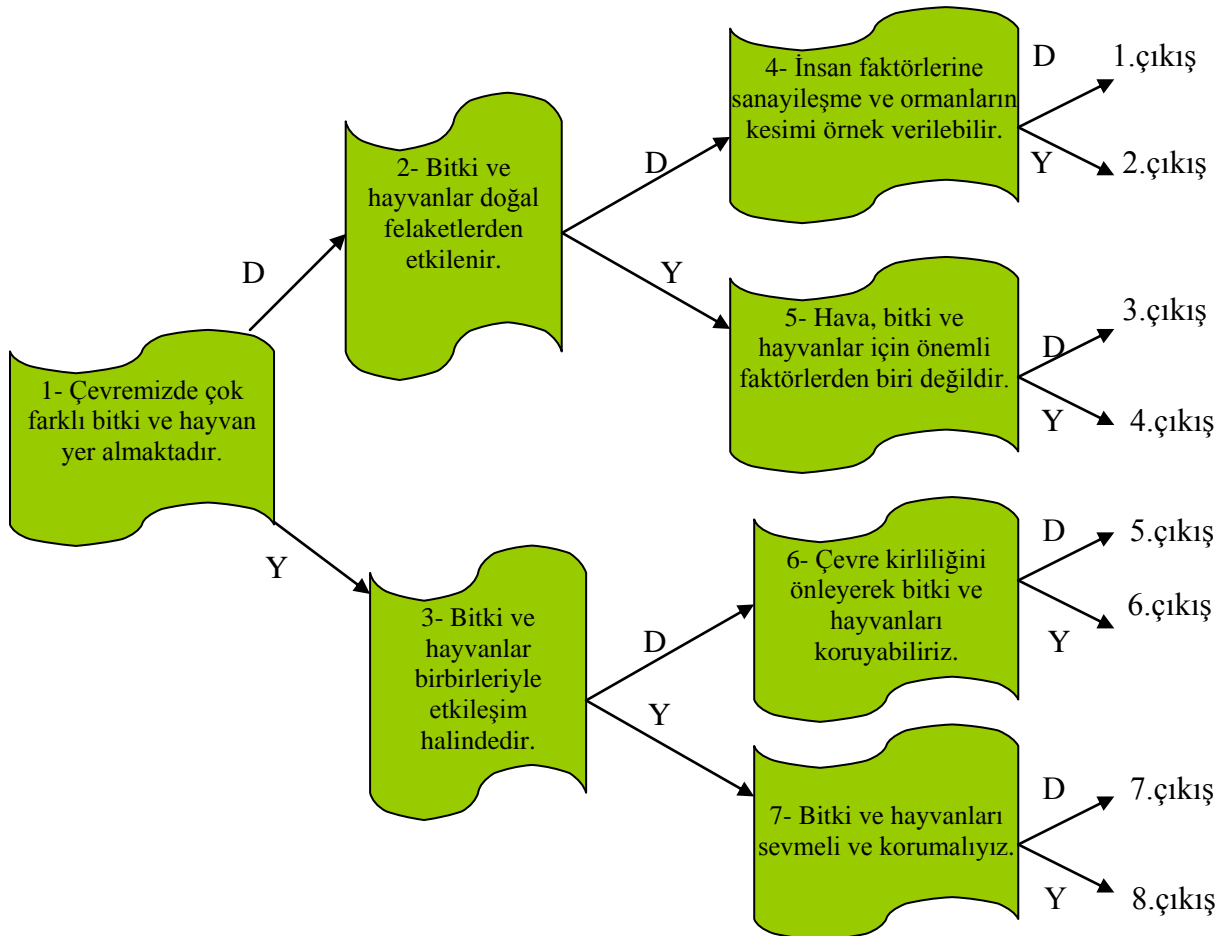 1- Çevremizde çok
farklı bitki ve hayvan
yer almaktadır.
D
Y
2- Bitki ve
hayvanlar doğal
felaketlerden
etkilenir.
D
Y
3- Bitki ve
hayvanlar
birbirleriyle
etkileşim
halindedir.
D
Y
4- İnsan faktörlerine
sanayileşme ve ormanların
kesimi örnek verilebilir.
D
1.çıkış
Y
2.çıkış
5- Hava, bitki ve
hayvanlar için önemli
faktörlerden biri değildir.
D
3.çıkış
Y
4.çıkış
6- Çevre kirliliğini
önleyerek bitki ve
hayvanları
koruyabiliriz.
D
5.çıkış
Y
6.çıkış
7- Bitki ve hayvanları
sevmeli ve korumalıyız.
D
7.çıkış
Y
8.çıkış